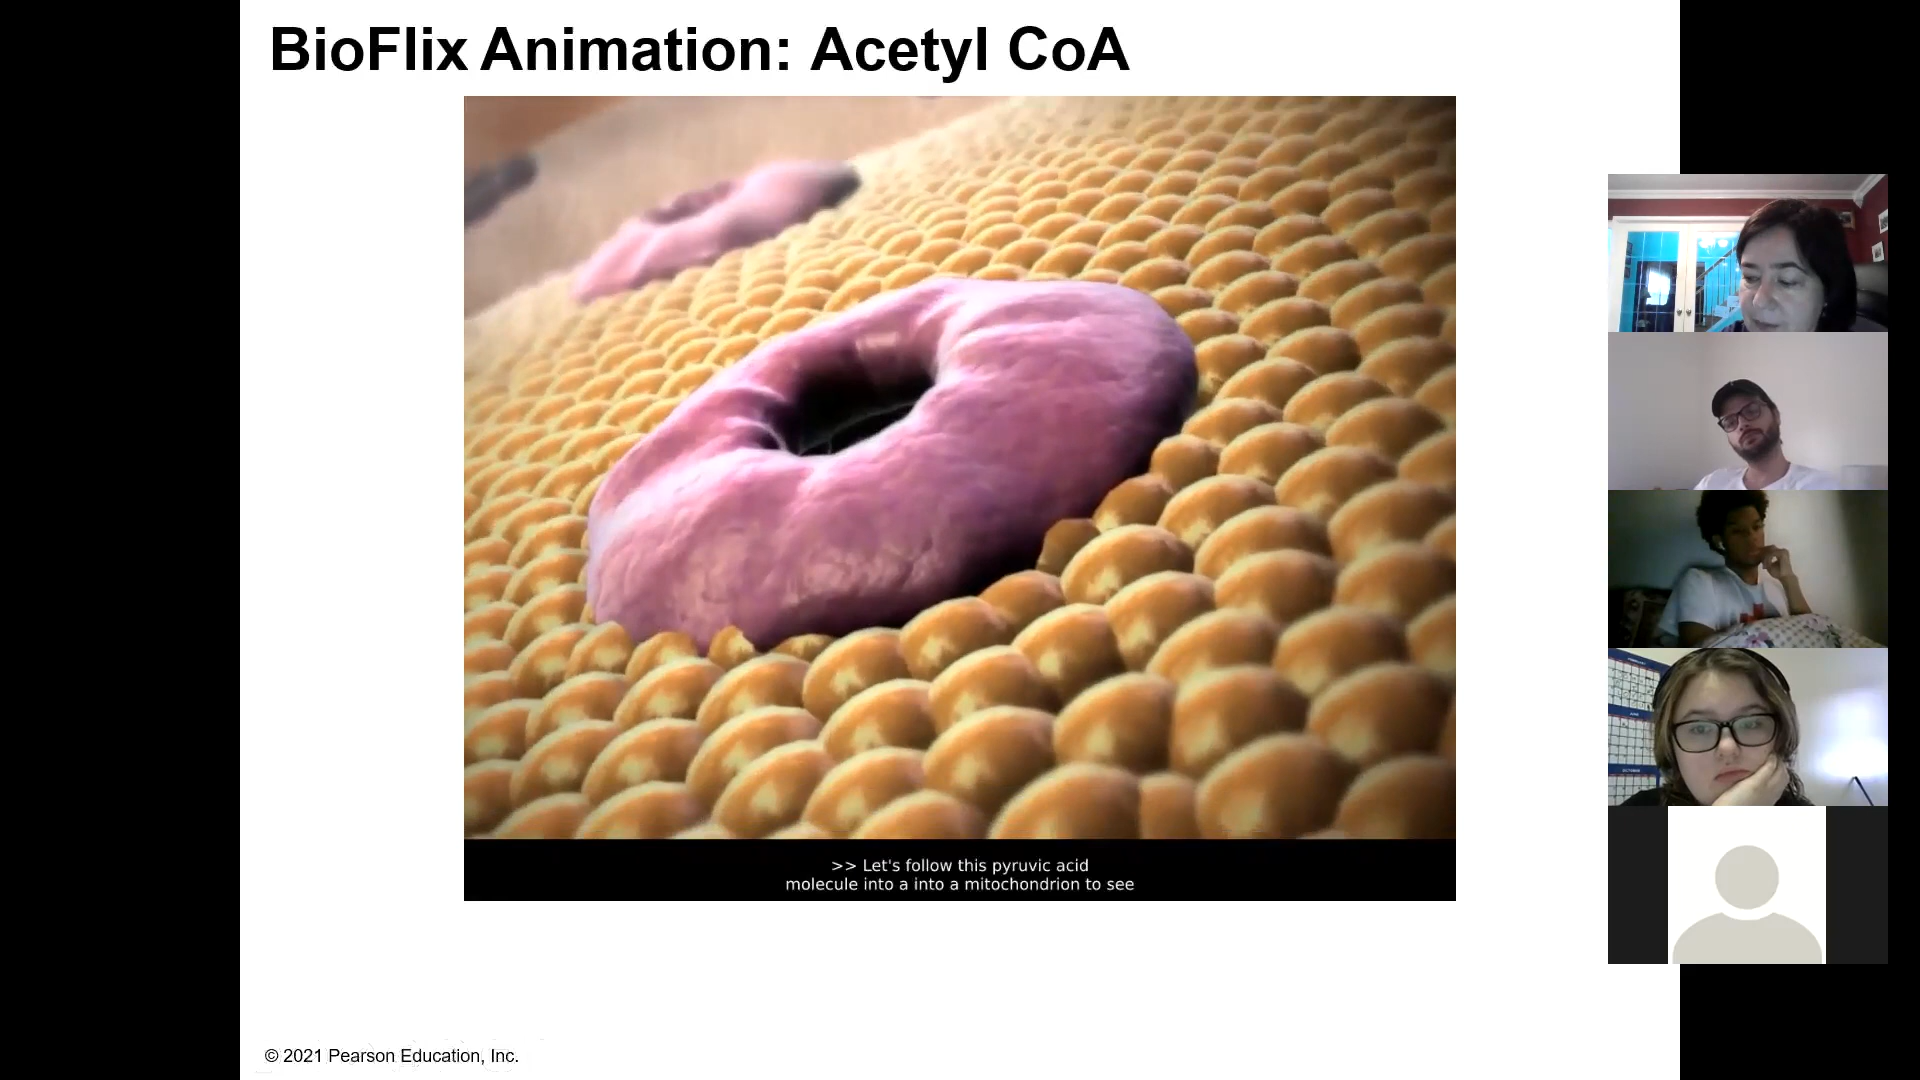 BioFlix Animation: Acetyl CoA
>> Let's follow this pyruvic acid
molecule into a into a mitochondrion to see
© 2021 Pearson Education, Inc.